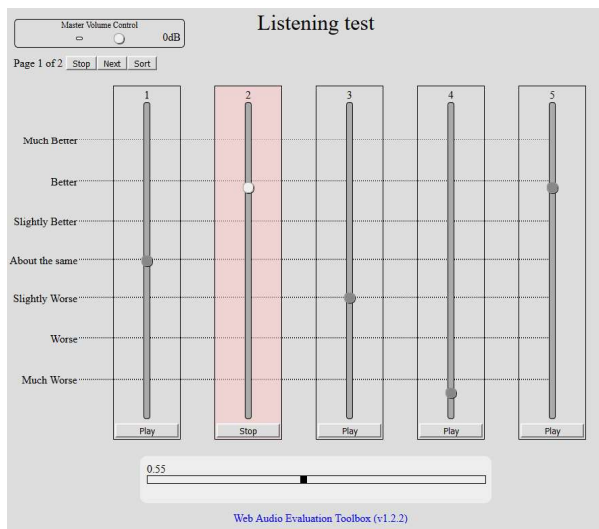 Listening test
Master Volume Control
0dB
Page 1 of 2 Stop Next Sort
1 2 3 4 5
Much Better
Better
Slightly Better
About the same
Slightly Worse
Worse
Much Worse
Play Stop Play Play Play
0.55
Web Audio Evaluation Toolbox (v1.2.2)